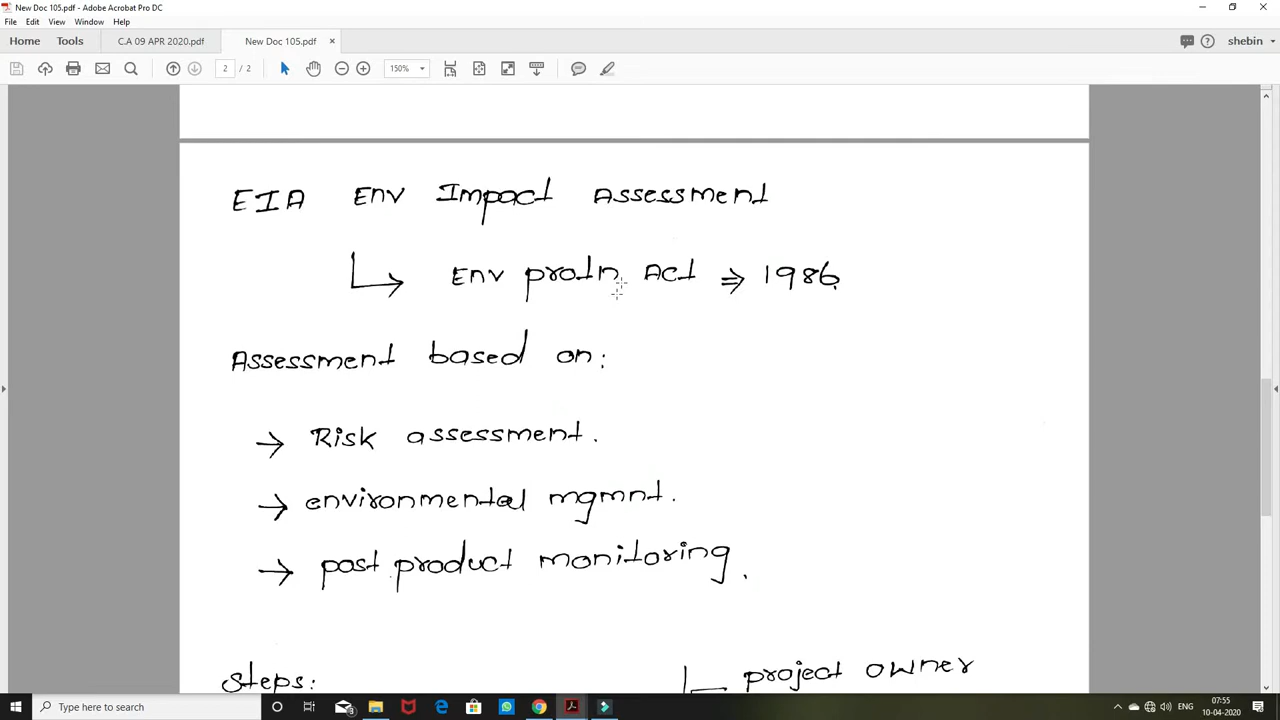 New Doc 105.pdf - Adobe Acrobat Pro DC
File Edit View Window Help
Home Tools C.A 09 APR 2020.pdf New Doc 105.pdf × shebin
2 / 2 150%
EIA Env Impact Assessment
Env protn Act ⇒ 1986.
Assessment based on:
→ Risk assessment.
→ environmental mgmnt.
→ post product monitoring.
Steps: project owner
Type here to search
07:55
10-04-2020